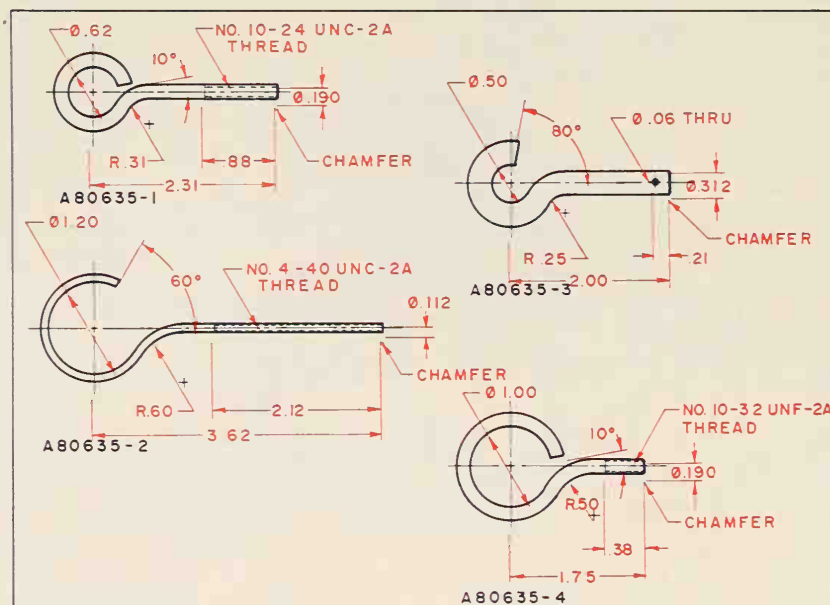 Ø.62
NO. 10-24 UNC-2A
THREAD
10°
Ø.190
R.31
.88
CHAMFER
2.31
A80635-1
Ø.50
80°
Ø.06 THRU
Ø.312
CHAMFER
R.25
.21
2.00
A80635-3
Ø1.20
60°
NO. 4-40 UNC-2A
THREAD
Ø.112
CHAMFER
R.60
2.12
3.62
A80635-2
Ø1.00
10°
NO. 10-32 UNF-2A
THREAD
Ø.190
R.50
CHAMFER
.38
1.75
A80635-4